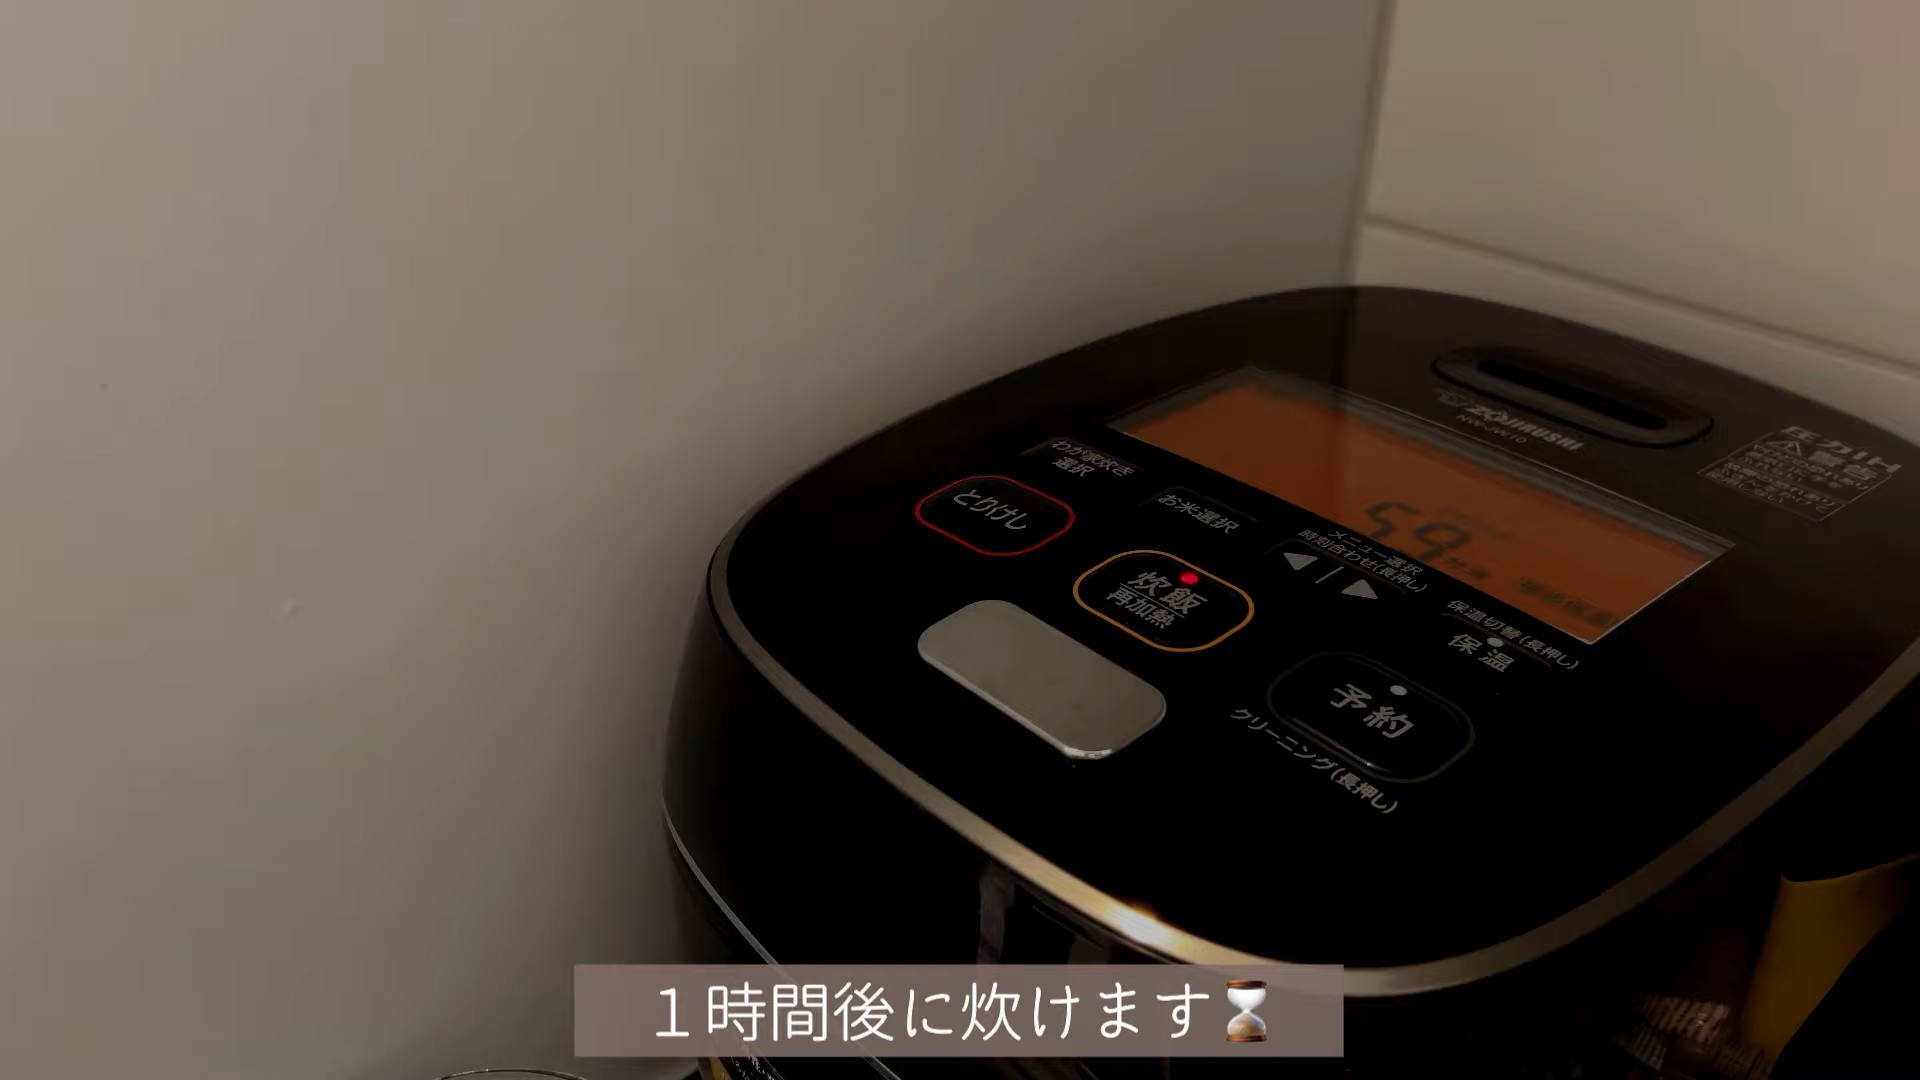 ZOJIRUSHI
圧力IH
警告
わが家炊き
選択
とりけし
お米選択
メニュー選択
時刻合わせ(長押し)
59
炊飯
再加熱
保温切替(長押し)
保温
予約
クリーニング(長押し)
1時間後に炊けます⏳